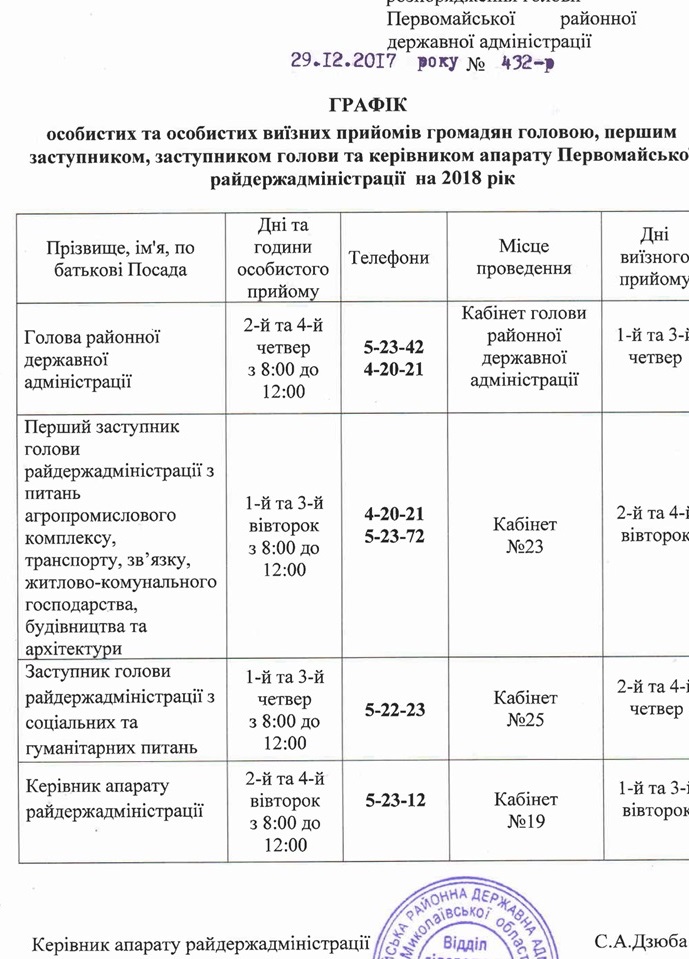 розпорядження голови
Первомайської районної
державної адміністрації
29.12.2017 року № 432-р
ГРАФІК
особистих та особистих виїзних прийомів громадян головою, першим
заступником, заступником голови та керівником апарату Первомайської
райдержадміністрації на 2018 рік
Прізвище, ім'я, по
батькові Посада
Дні та
години
особистого
прийому
Телефони
Місце
проведення
Дні
виїзного
прийому
Голова районної
державної
адміністрації
2-й та 4-й
четвер
з 8:00 до
12:00
5-23-42
4-20-21
Кабінет голови
районної
державної
адміністрації
1-й та 3-й
четвер
Перший заступник
голови
райдержадміністрації з
питань
агропромислового
комплексу,
транспорту, зв’язку,
житлово-комунального
господарства,
будівництва та
архітектури
1-й та 3-й
вівторок
з 8:00 до
12:00
4-20-21
5-23-72
Кабінет
№23
2-й та 4-й
вівторок
Заступник голови
райдержадміністрації з
соціальних та
гуманітарних питань
1-й та 3-й
четвер
з 8:00 до
12:00
5-22-23
Кабінет
№25
2-й та 4-й
четвер
Керівник апарату
райдержадміністрації
2-й та 4-й
вівторок
з 8:00 до
12:00
5-23-12
Кабінет
№19
1-й та 3-й
вівторок
Керівник апарату райдержадміністрації
С.А.Дзюба
РАЙОННА ДЕРЖАВНА
Миколаївської
Відділ